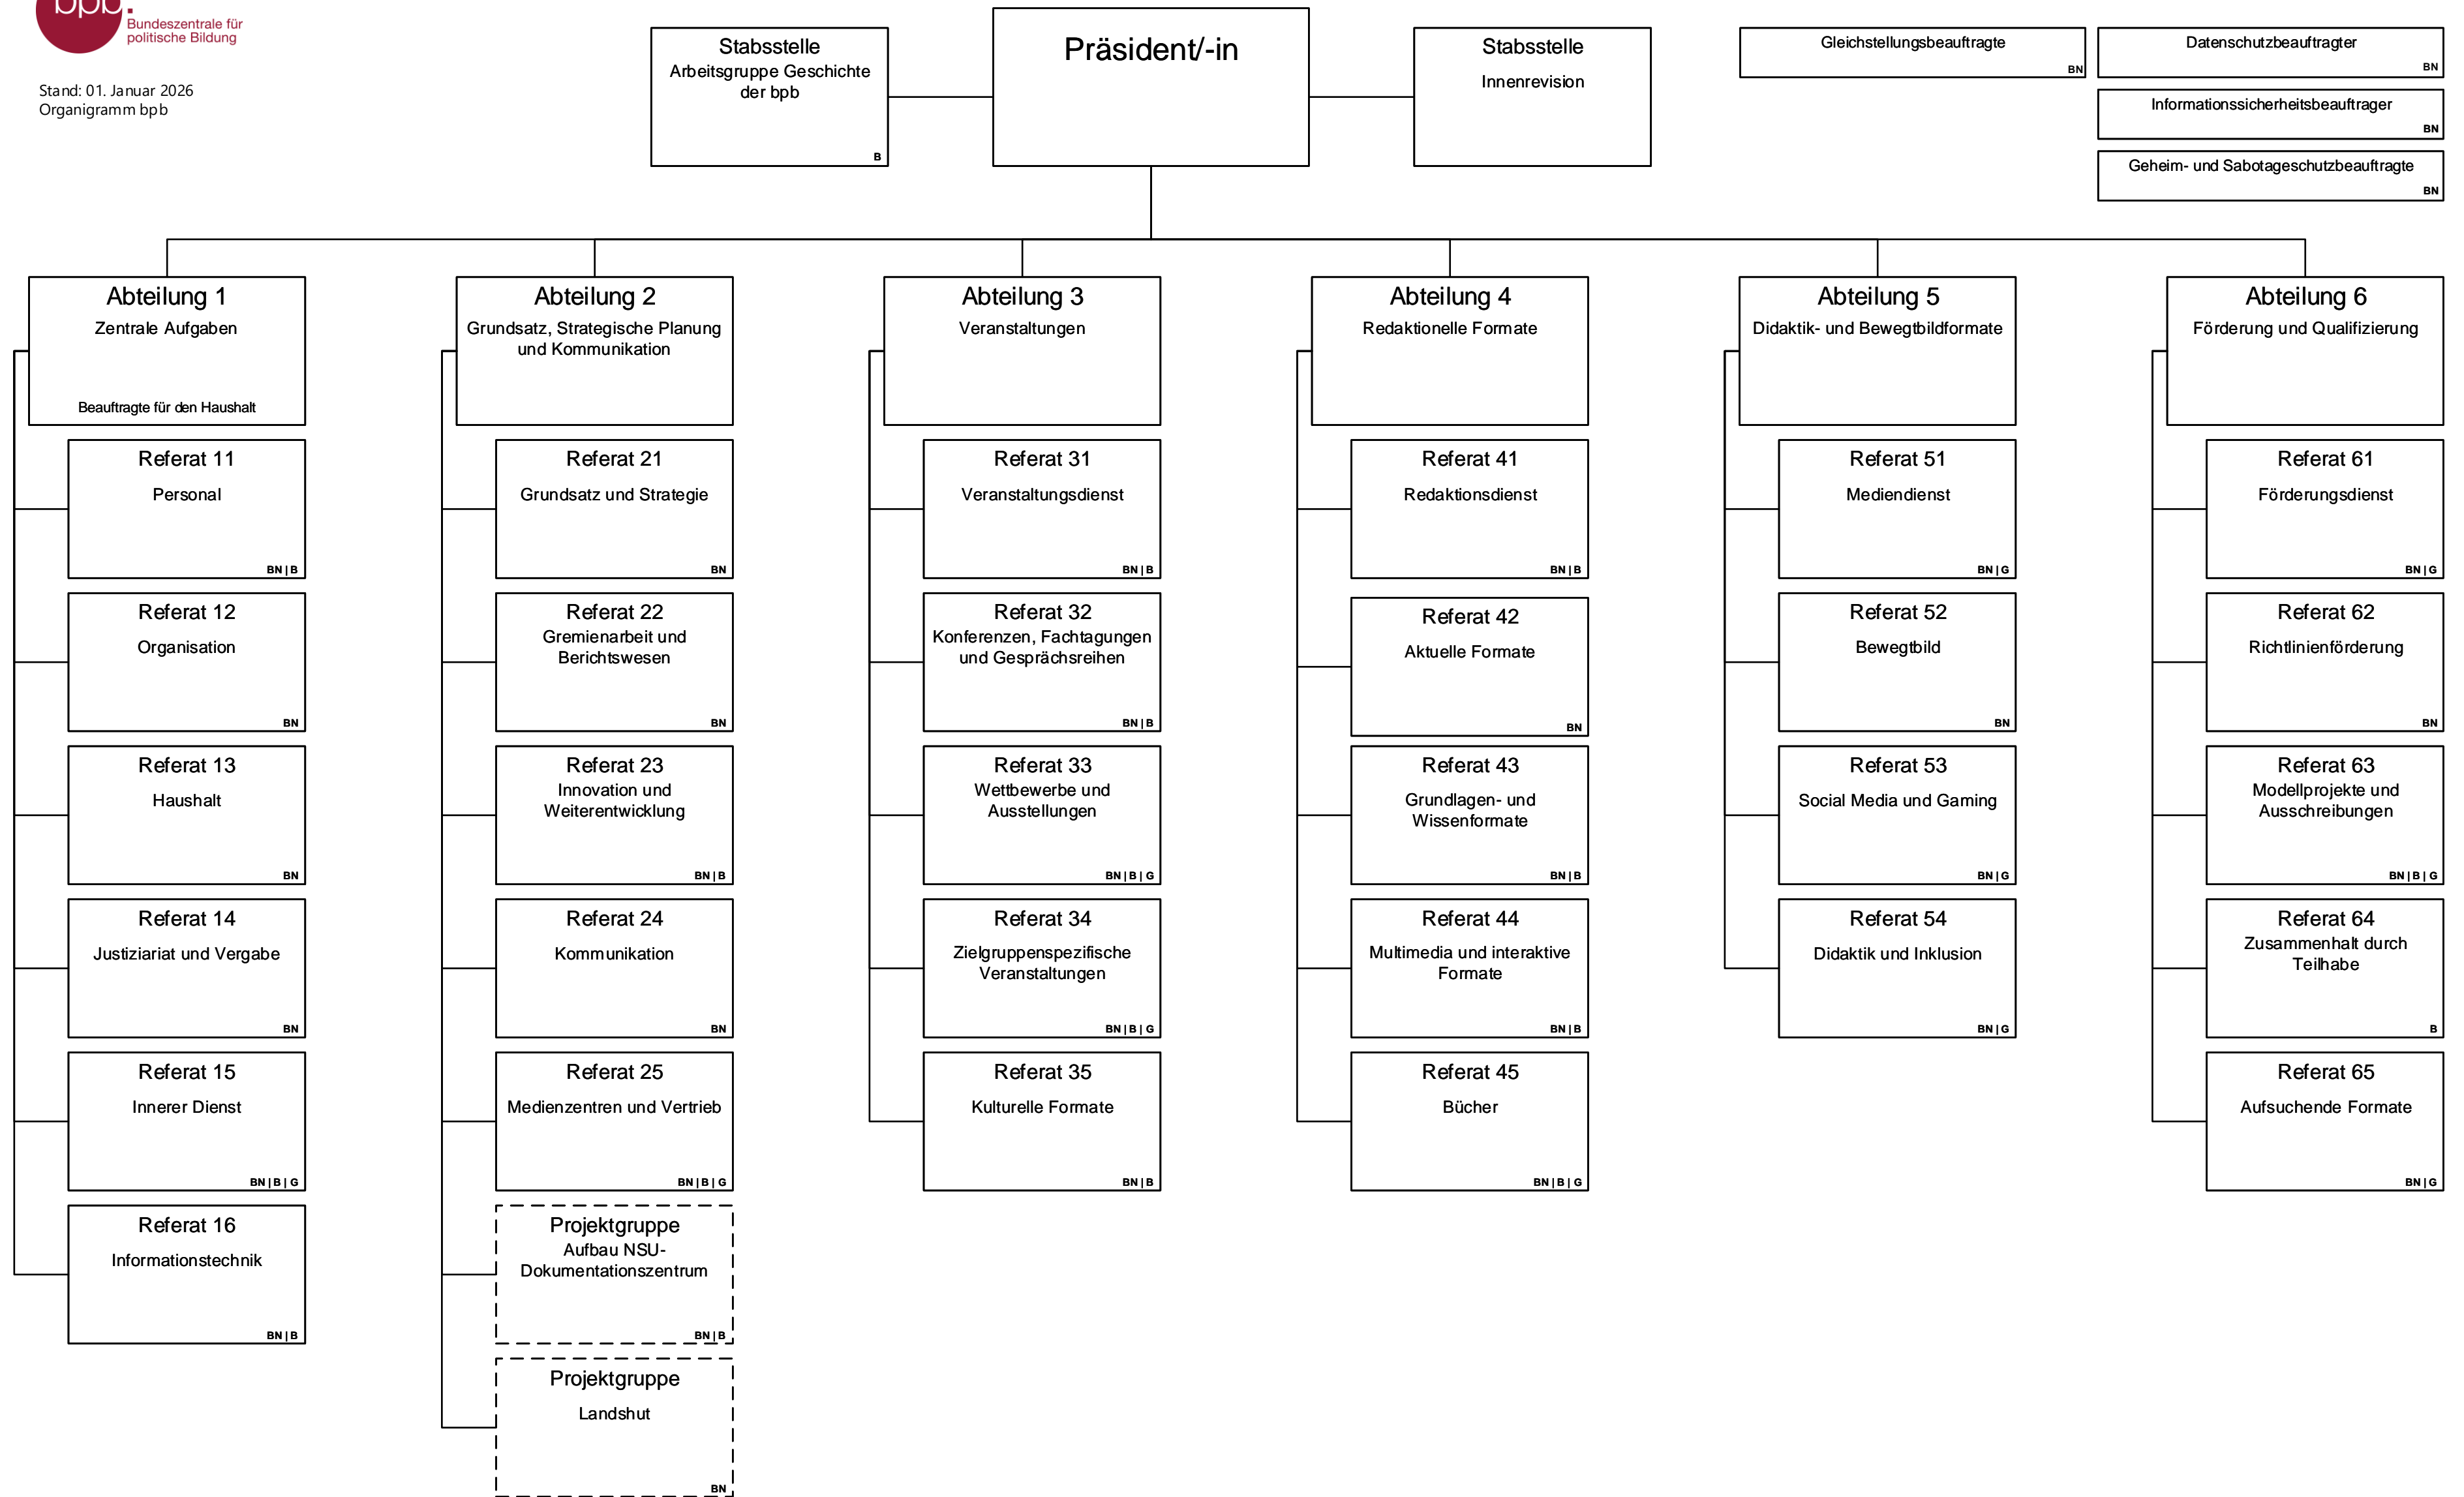 bpb.
Bundeszentrale für
politische Bildung
Stand: 01. Januar 2026
Organigramm bpb
Stabsstelle
Arbeitsgruppe Geschichte
der bpb
B
Präsident/-in
Stabsstelle
Innenrevision
Gleichstellungsbeauftragte
BN
Datenschutzbeauftragter
BN
Informationssicherheitsbeauftrager
BN
Geheim- und Sabotageschutzbeauftragte
BN
Abteilung 1
Zentrale Aufgaben
Beauftragte für den Haushalt
Referat 11
Personal
BN | B
Referat 12
Organisation
BN
Referat 13
Haushalt
BN
Referat 14
Justiziariat und Vergabe
BN
Referat 15
Innerer Dienst
BN | B | G
Referat 16
Informationstechnik
BN | B
Abteilung 2
Grundsatz, Strategische Planung
und Kommunikation
Referat 21
Grundsatz und Strategie
BN
Referat 22
Gremienarbeit und
Berichtswesen
BN
Referat 23
Innovation und
Weiterentwicklung
BN | B
Referat 24
Kommunikation
BN
Referat 25
Medienzentren und Vertrieb
BN | B | G
Projektgruppe
Aufbau NSU-
Dokumentationszentrum
BN | B
Projektgruppe
Landshut
BN
Abteilung 3
Veranstaltungen
Referat 31
Veranstaltungsdienst
BN | B
Referat 32
Konferenzen, Fachtagungen
und Gesprächsreihen
BN | B
Referat 33
Wettbewerbe und
Ausstellungen
BN | B | G
Referat 34
Zielgruppenspezifische
Veranstaltungen
BN | B | G
Referat 35
Kulturelle Formate
BN | B
Abteilung 4
Redaktionelle Formate
Referat 41
Redaktionsdienst
BN | B
Referat 42
Aktuelle Formate
BN
Referat 43
Grundlagen- und
Wissenformate
BN | B
Referat 44
Multimedia und interaktive
Formate
BN | B
Referat 45
Bücher
BN | B | G
Abteilung 5
Didaktik- und Bewegtbildformate
Referat 51
Mediendienst
BN | G
Referat 52
Bewegtbild
BN
Referat 53
Social Media und Gaming
BN | G
Referat 54
Didaktik und Inklusion
BN | G
Abteilung 6
Förderung und Qualifizierung
Referat 61
Förderungsdienst
BN | G
Referat 62
Richtlinienförderung
BN
Referat 63
Modellprojekte und
Ausschreibungen
BN | B | G
Referat 64
Zusammenhalt durch
Teilhabe
B
Referat 65
Aufsuchende Formate
BN | G